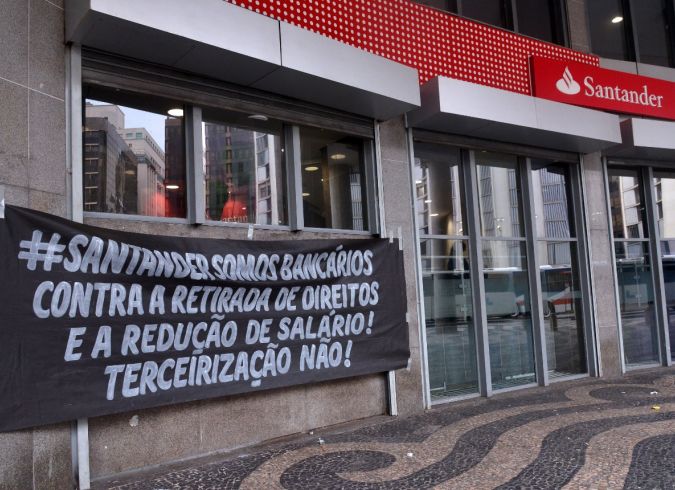 Santander
#SANTANDER SOMOS BANCÁRIOS
CONTRA A RETIRADA DE DIREITOS
E A REDUÇÃO DE SALÁRIO!
TERCEIRIZAÇÃO NÃO!